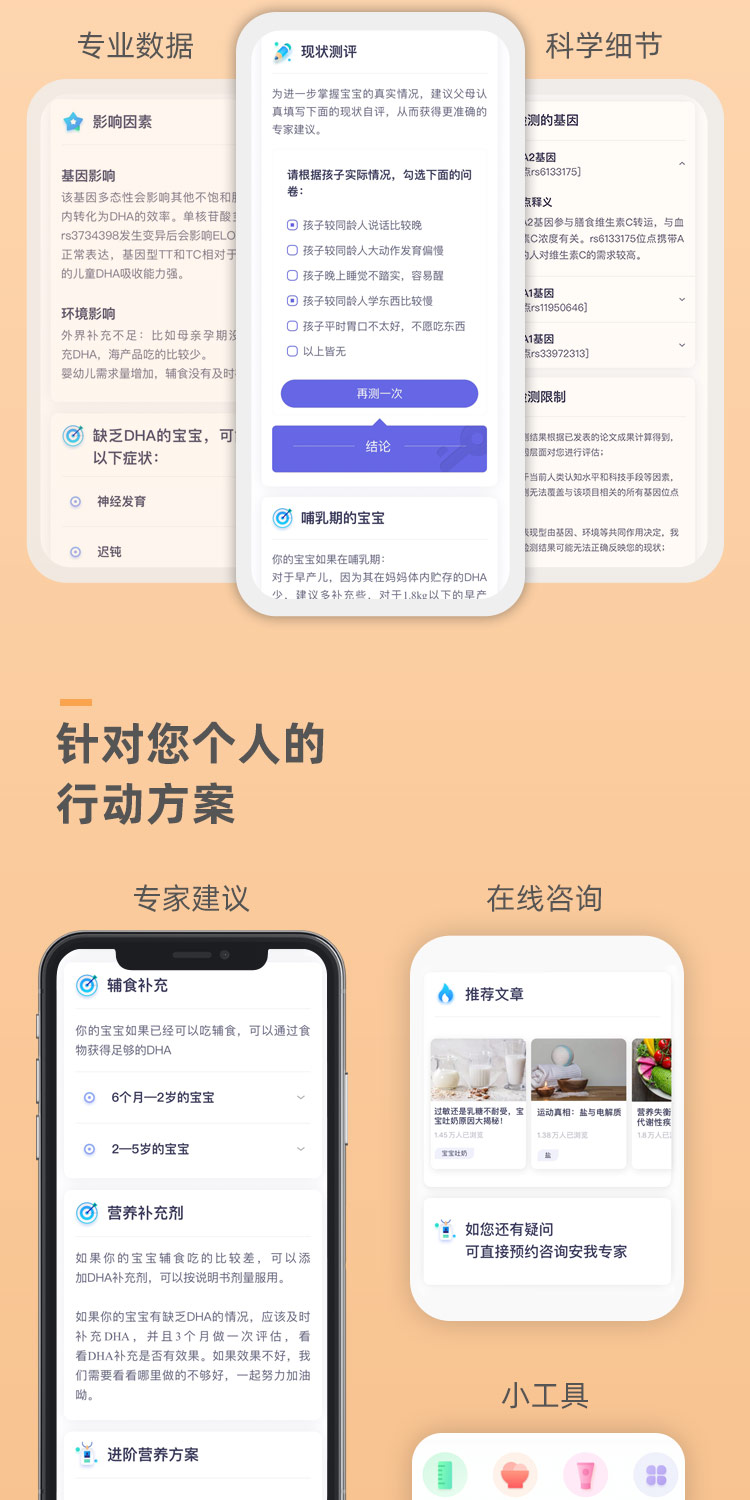 专业数据
科学细节
影响因素
基因影响
该基因多态性会影响其他不饱和
内转化为DHA的效率。单核苷酸
rs3734398发生变异后会影响ELO
正常表达，基因型TT和TC相对于
的儿童DHA吸收能力强。
环境影响
外界补充不足：比如母亲孕期
充DHA，海产品吃的比较少。
婴幼儿需求量增加，辅食没有及时
缺乏DHA的宝宝，可
以下症状：
神经发育
迟钝
现状测评
为进一步掌握宝宝的真实情况，建议父母认
真填写下面的现状自评，从而获得更准确的
专家建议。
请根据孩子实际情况，勾选下面的问
卷：
孩子较同龄人说话比较晚
孩子较同龄人大动作发育偏慢
孩子晚上睡觉不踏实，容易醒
孩子较同龄人学东西比较慢
孩子平时胃口不太好，不愿吃东西
以上皆无
再测一次
结论
哺乳期的宝宝
你的宝宝如果在哺乳期：
对于早产儿，因为其在妈妈体内贮存的DHA
少，建议多补充些，对于1.8kg以下的早产
测的基因
A2基因
点rs6133175]
点释义
A2基因参与膳食维生素C转运，与血
素C浓度有关。rs6133175位点携带A
的人对维生素C的需求较高。
A1基因
点rs11950646]
A1基因
点rs33972313]
测限制
测结果根据已发表的论文成果计算得到，
因层面对您进行评估；
于当前人类认知水平和科技手段等因素，
测无法覆盖与该项目相关的所有基因位点
表现型由基因、环境等共同作用决定，我
检测结果可能无法正确反映您的现状；
针对您个人的
行动方案
专家建议
在线咨询
辅食补充
你的宝宝如果已经可以吃辅食，可以通过食
物获得足够的DHA
6个月—2岁的宝宝
2—5岁的宝宝
营养补充剂
如果你的宝宝辅食吃的比较差，可以添
加DHA补充剂，可以按说明书剂量服用。
如果你的宝宝有缺乏DHA的情况，应该及时
补充DHA，并且3个月做一次评估，看
看DHA补充是否有效果。如果效果不好，我
们需要看看哪里做的不够好，一起努力加油
呦。
进阶营养方案
推荐文章
过敏还是乳糖不耐受，宝
宝吐奶原因大揭秘！
1.45万人已浏览
宝宝吐奶
运动真相：盐与电解质
1.38万人已浏览
盐
营养失衡
代谢性疾
1.8万人已
如您还有疑问
可直接预约咨询安我专家
小工具